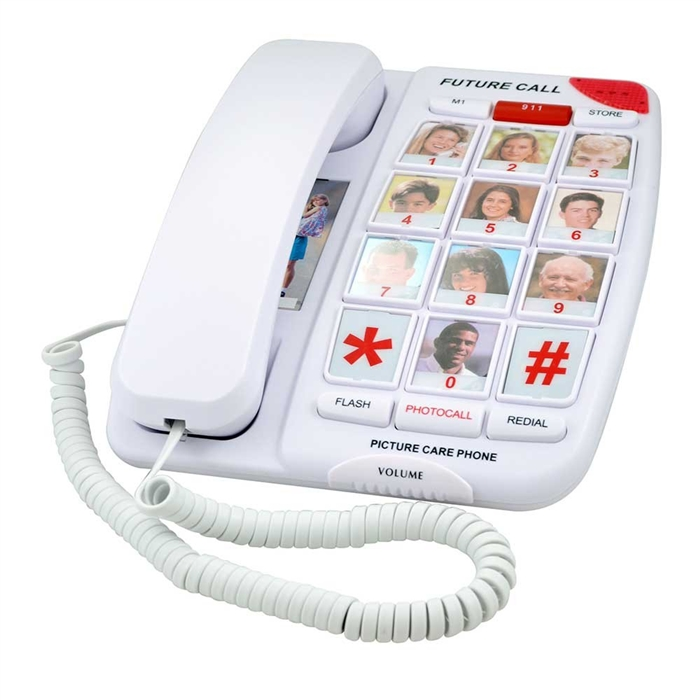 FUTURE CALL
M1 911 STORE
1 2 3
4 5 6
7 8 9
* 0 #
FLASH PHOTOCALL REDIAL
PICTURE CARE PHONE
VOLUME